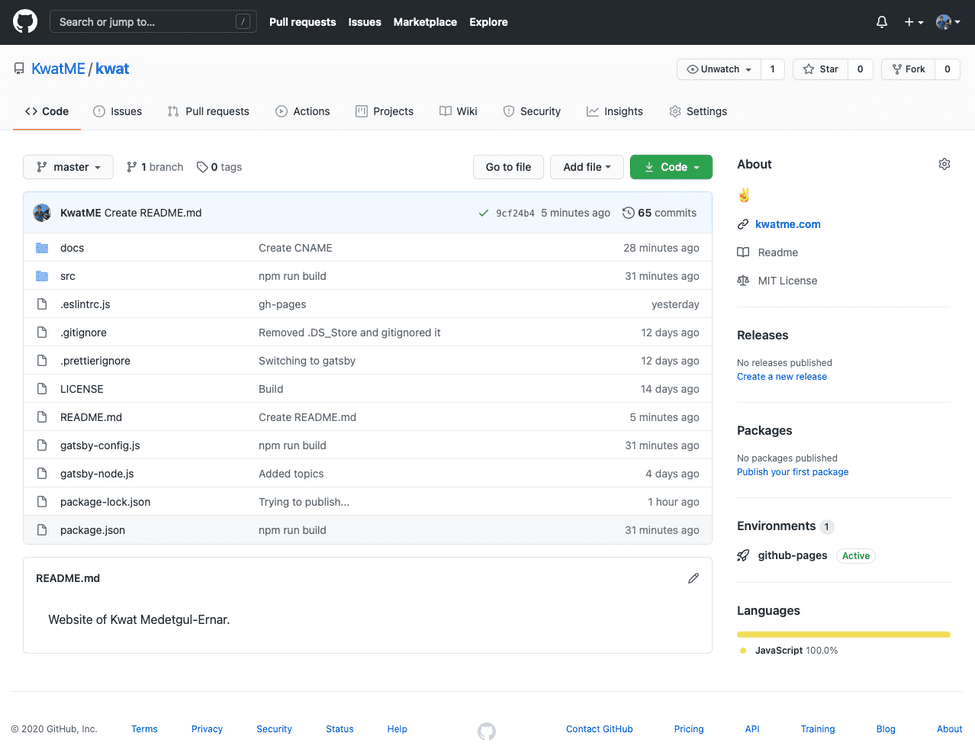 Search or jump to... / Pull requests Issues Marketplace Explore
KwatME / kwat Unwatch 1 Star 0 Fork 0
Code Issues Pull requests Actions Projects Wiki Security Insights Settings
master 1 branch 0 tags Go to file Add file Code
KwatME Create README.md 9cf24b4 5 minutes ago 65 commits
docs Create CNAME 28 minutes ago
src npm run build 31 minutes ago
.eslintrc.js gh-pages yesterday
.gitignore Removed .DS_Store and gitignored it 12 days ago
.prettierignore Switching to gatsby 12 days ago
LICENSE Build 14 days ago
README.md Create README.md 5 minutes ago
gatsby-config.js npm run build 31 minutes ago
gatsby-node.js Added topics 4 days ago
package-lock.json Trying to publish... 1 hour ago
package.json npm run build 31 minutes ago
README.md
Website of Kwat Medetgul-Ernar.
About
✌️
kwatme.com
Readme
MIT License
Releases
No releases published
Create a new release
Packages
No packages published
Publish your first package
Environments 1
github-pages Active
Languages
JavaScript 100.0%
© 2020 GitHub, Inc. Terms Privacy Security Status Help Contact GitHub Pricing API Training Blog About